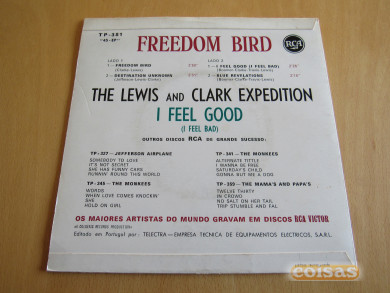 TP-381
"45-EP"
FREEDOM BIRD
RCA
LADO 1
1 - FREEDOM BIRD
2 - DESTINATION UNKNOWN
LADO 2
1 - I FEEL GOOD (I FEEL BAD)
2 - BLUE REVELATIONS
THE LEWIS AND CLARK EXPEDITION
I FEEL GOOD
(I FEEL BAD)
OUTROS DISCOS RCA DE GRANDE SUCESSO:
TP-327 - JEFFERSON AIRPLANE
SOMEBODY TO LOVE
IT'S NOT SECRET
SHE HAS FUNNY CARS
RUNNIN' ROUND THIS WORLD
TP-341 - THE MONKEES
ALTERNATE TITTLE
I WANNA BE FREE
SATURDAY'S CHILD
GONNA BUY ME A DOG
TP-345 - THE MONKEES
WORDS
WHEN LOVE COMES KNOCKIN'
SHE
HOLD ON GIRL
TP-359 - THE MAMA'S AND PAPA'S
TWELVE THIRTY
IN CROWD
NO SALT ON HER TAIL
TRIP STUMBLE AND FAL
OS MAIORES ARTISTAS DO MUNDO GRAVAM EM DISCOS RCA VICTOR
Editado em Portugal por: TELECTRA-EMPRESA TECNICA DE EQUIPAMENTOS ELECTRICOS, S.A.R.L.
coisas